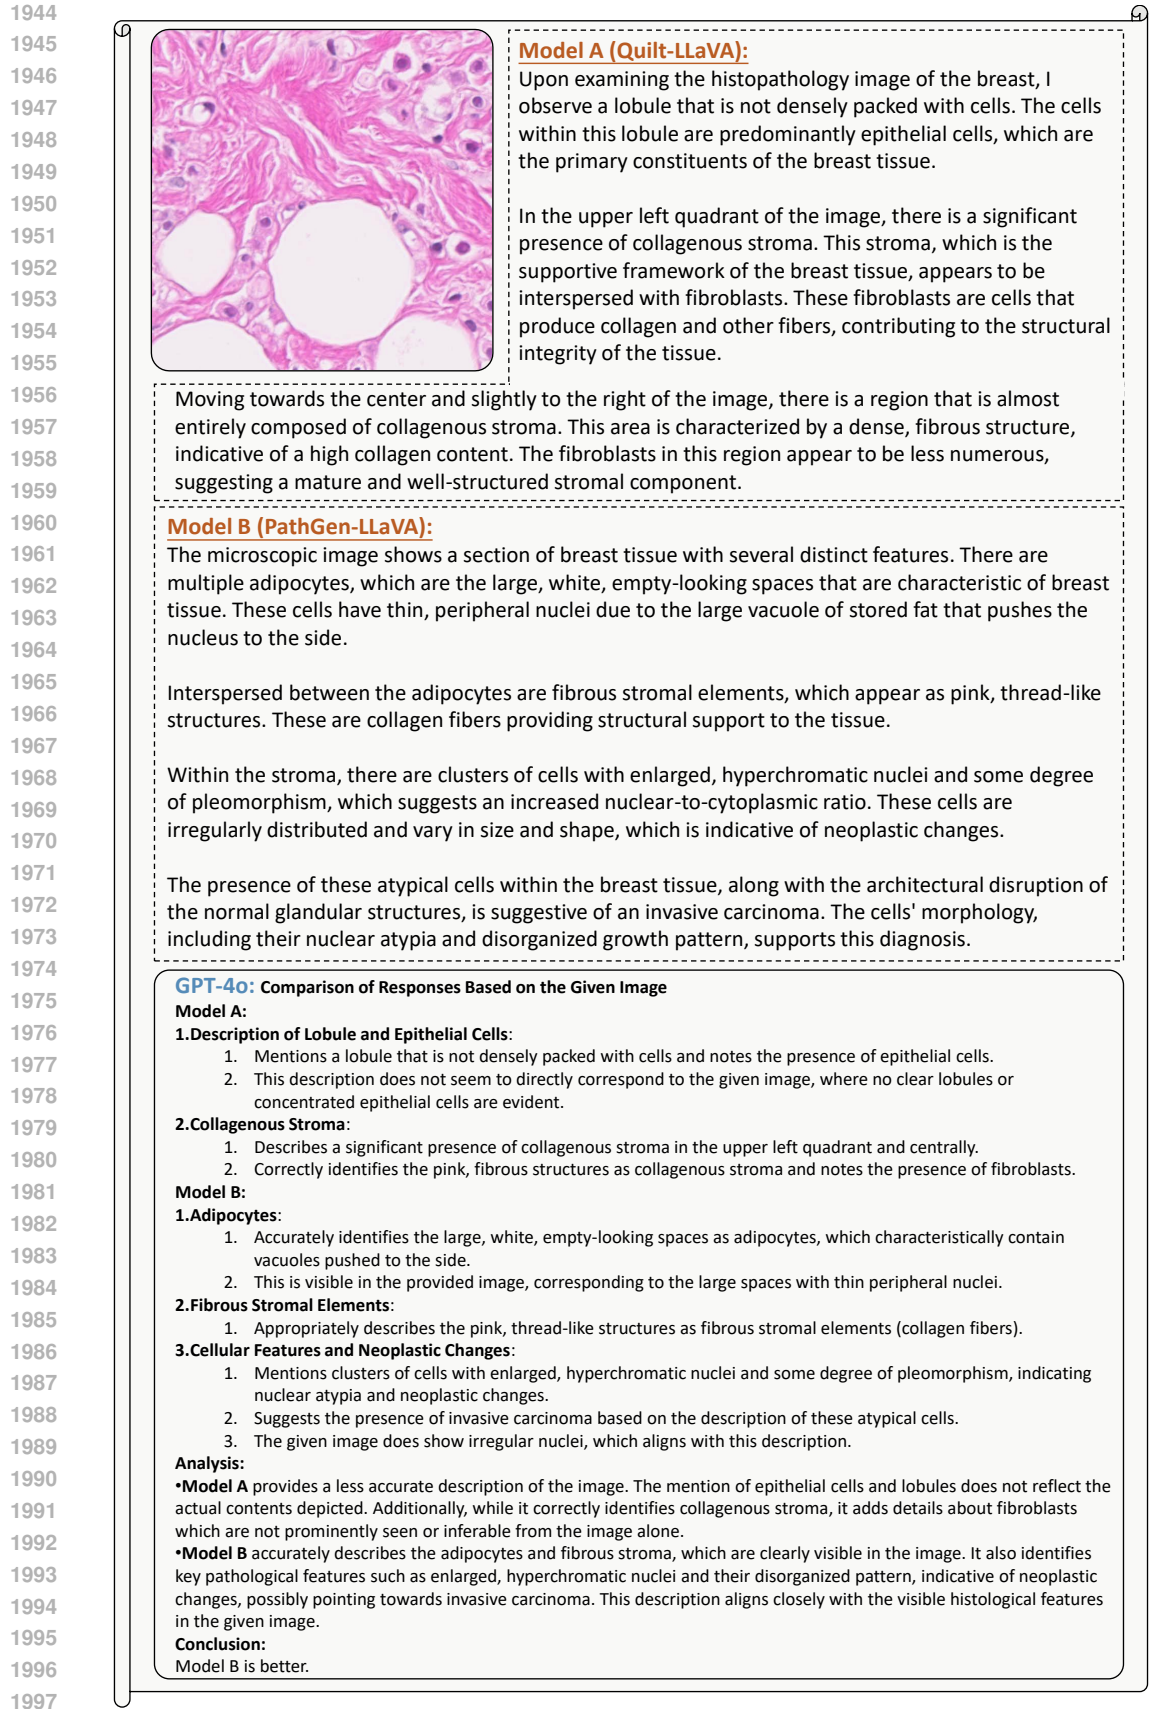 1944
1945
1946
1947
1948
1949
1950
1951
1952
1953
1954
1955
1956
1957
1958
1959
1960
1961
1962
1963
1964
1965
1966
1967
1968
1969
1970
1971
1972
1973
1974
1975
1976
1977
1978
1979
1980
1981
1982
1983
1984
1985
1986
1987
1988
1989
1990
1991
1992
1993
1994
1995
1996
1997
Model A (Quilt-LLaVA):
Upon examining the histopathology image of the breast, I
observe a lobule that is not densely packed with cells. The cells
within this lobule are predominantly epithelial cells, which are
the primary constituents of the breast tissue.
In the upper left quadrant of the image, there is a significant
presence of collagenous stroma. This stroma, which is the
supportive framework of the breast tissue, appears to be
interspersed with fibroblasts. These fibroblasts are cells that
produce collagen and other fibers, contributing to the structural
integrity of the tissue.
Moving towards the center and slightly to the right of the image, there is a region that is almost
entirely composed of collagenous stroma. This area is characterized by a dense, fibrous structure,
indicative of a high collagen content. The fibroblasts in this region appear to be less numerous,
suggesting a mature and well-structured stromal component.
Model B (PathGen-LLaVA):
The microscopic image shows a section of breast tissue with several distinct features. There are
multiple adipocytes, which are the large, white, empty-looking spaces that are characteristic of breast
tissue. These cells have thin, peripheral nuclei due to the large vacuole of stored fat that pushes the
nucleus to the side.
Interspersed between the adipocytes are fibrous stromal elements, which appear as pink, thread-like
structures. These are collagen fibers providing structural support to the tissue.
Within the stroma, there are clusters of cells with enlarged, hyperchromatic nuclei and some degree
of pleomorphism, which suggests an increased nuclear-to-cytoplasmic ratio. These cells are
irregularly distributed and vary in size and shape, which is indicative of neoplastic changes.
The presence of these atypical cells within the breast tissue, along with the architectural disruption of
the normal glandular structures, is suggestive of an invasive carcinoma. The cells' morphology,
including their nuclear atypia and disorganized growth pattern, supports this diagnosis.
GPT-4o: Comparison of Responses Based on the Given Image
Model A:
1.Description of Lobule and Epithelial Cells:
1. Mentions a lobule that is not densely packed with cells and notes the presence of epithelial cells.
2. This description does not seem to directly correspond to the given image, where no clear lobules or
concentrated epithelial cells are evident.
2.Collagenous Stroma:
1. Describes a significant presence of collagenous stroma in the upper left quadrant and centrally.
2. Correctly identifies the pink, fibrous structures as collagenous stroma and notes the presence of fibroblasts.
Model B:
1.Adipocytes:
1. Accurately identifies the large, white, empty-looking spaces as adipocytes, which characteristically contain
vacuoles pushed to the side.
2. This is visible in the provided image, corresponding to the large spaces with thin peripheral nuclei.
2.Fibrous Stromal Elements:
1. Appropriately describes the pink, thread-like structures as fibrous stromal elements (collagen fibers).
3.Cellular Features and Neoplastic Changes:
1. Mentions clusters of cells with enlarged, hyperchromatic nuclei and some degree of pleomorphism, indicating
nuclear atypia and neoplastic changes.
2. Suggests the presence of invasive carcinoma based on the description of these atypical cells.
3. The given image does show irregular nuclei, which aligns with this description.
Analysis:
•Model A provides a less accurate description of the image. The mention of epithelial cells and lobules does not reflect the
actual contents depicted. Additionally, while it correctly identifies collagenous stroma, it adds details about fibroblasts
which are not prominently seen or inferable from the image alone.
•Model B accurately describes the adipocytes and fibrous stroma, which are clearly visible in the image. It also identifies
key pathological features such as enlarged, hyperchromatic nuclei and their disorganized pattern, indicative of neoplastic
changes, possibly pointing towards invasive carcinoma. This description aligns closely with the visible histological features
in the given image.
Conclusion:
Model B is better.